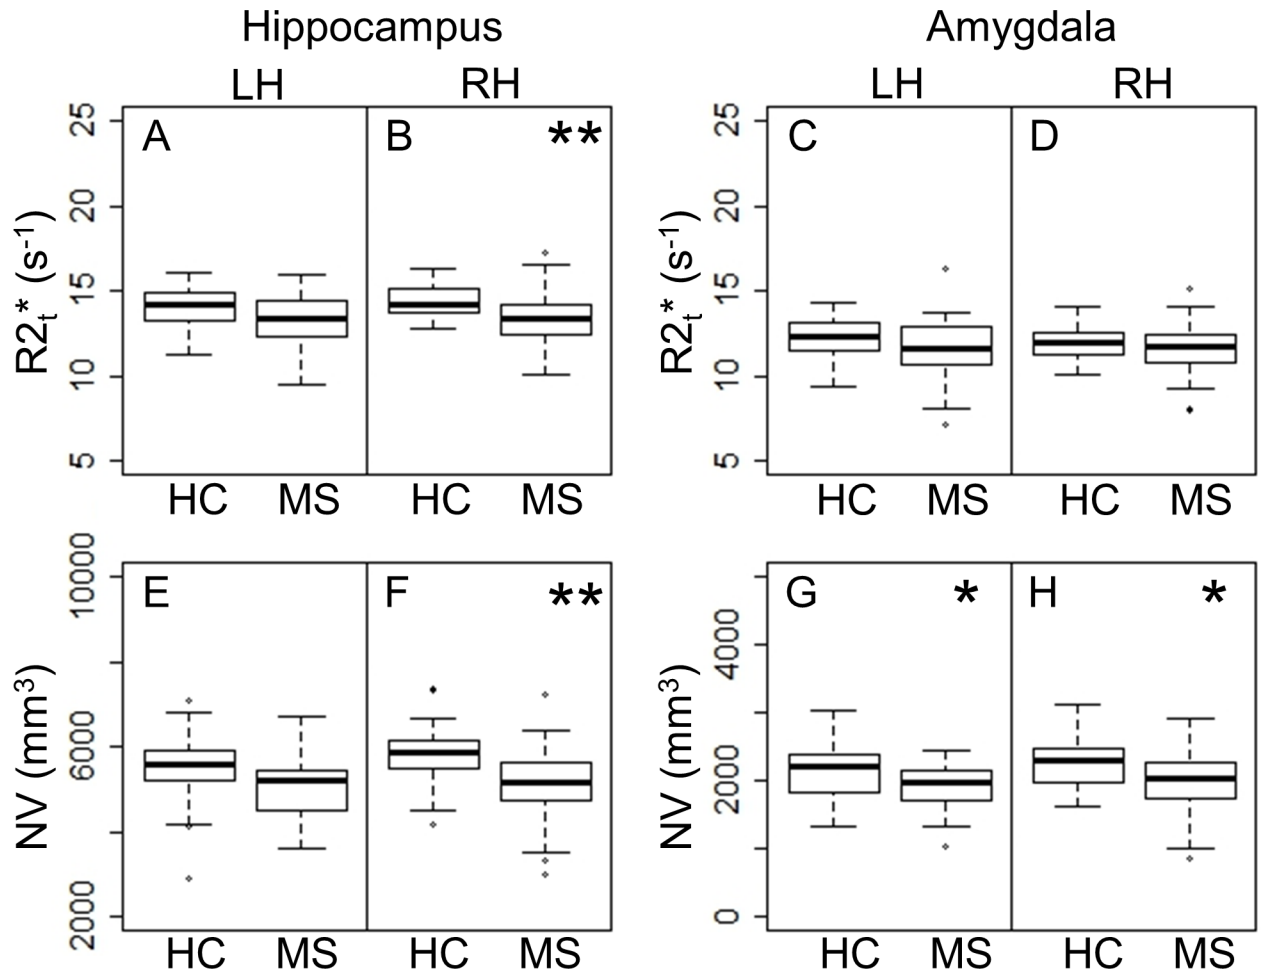 Hippocampus
Amygdala
LH
RH
LH
RH
R2t* (s-1)
25
20
15
10
5
A
B
**
HC
MS
HC
MS
R2t* (s-1)
25
20
15
10
5
C
D
HC
MS
HC
MS
NV (mm3)
10000
6000
2000
E
F
**
HC
MS
HC
MS
NV (mm3)
4000
2000
0
G
*
H
*
HC
MS
HC
MS